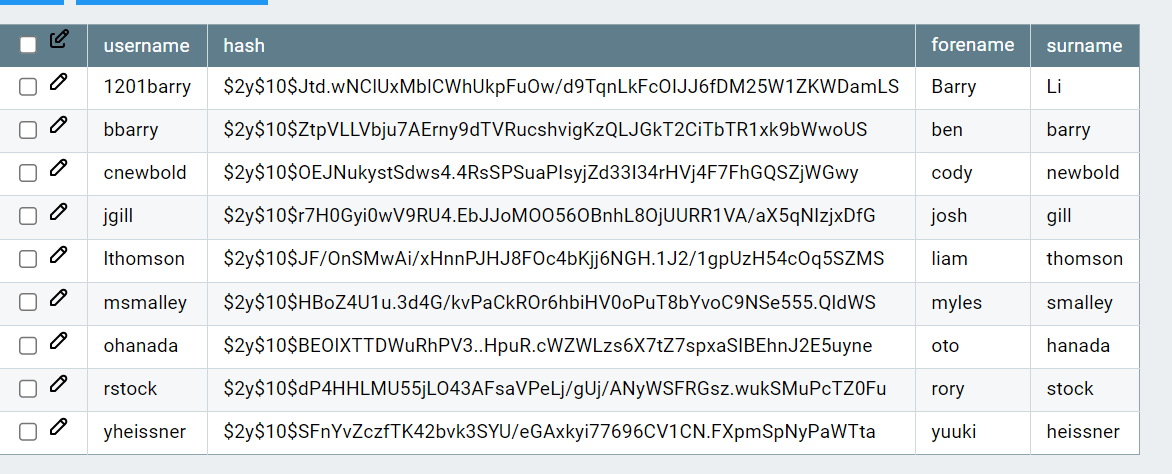 username hash forename surname
1201barry $2y$10$Jtd.wNClUxMblCWhUkpFuOw/d9TqnLkFcOIJJ6fDM25W1ZKWDamLS Barry Li
bbarry $2y$10$ZtpVLLVbju7AErny9dTVRucshvigKzQLJGkT2CiTbTR1xk9bWwoUS ben barry
cnewbold $2y$10$OEJNukystSdws4.4RsSPSuaPlsyjZd33I34rHVj4F7FhGQSZjWGwy cody newbold
jgill $2y$10$r7H0Gyi0wV9RU4.EbJJoMOO56OBnhL8OjUURR1VA/aX5qNlzjxDfG josh gill
lthomson $2y$10$JF/OnSMwAi/xHnnPJHJ8FOc4bKjj6NGH.1J2/1gpUzH54cOq5SZMS liam thomson
msmalley $2y$10$HBoZ4U1u.3d4G/kvPaCkROr6hbiHV0oPuT8bYvoC9NSe555.QldWS myles smalley
ohanada $2y$10$BEOlXTTDWuRhPV3..HpuR.cWZWLzs6X7tZ7spxaSIBEhnJ2E5uyne oto hanada
rstock $2y$10$dP4HHLMU55jLO43AFsaVPeLj/gUj/ANyWSFRGsz.wukSMuPcTZ0Fu rory stock
yheissner $2y$10$SFnYvZczfTK42bvk3SYU/eGAxkyi77696CV1CN.FXpmSpNyPaWTta yuuki heissner